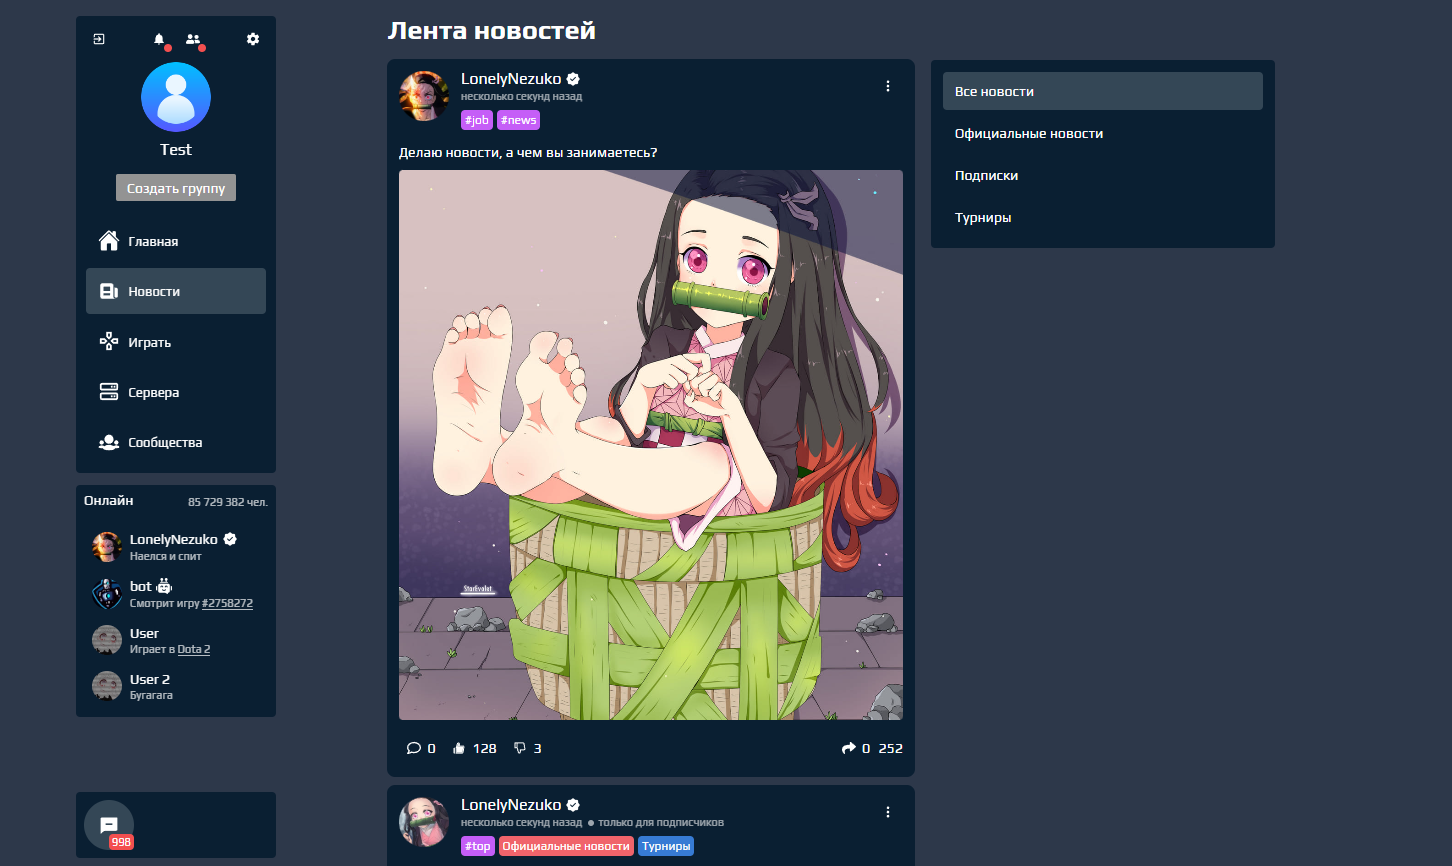 Test
Создать группу
Главная
Новости
Играть
Сервера
Сообщества
Онлайн
85 729 382 чел.
LonelyNezuko
Наелся и спит
bot
Смотрит игру #2758272
User
Играет в Dota 2
User 2
Бугагага
998
Лента новостей
LonelyNezuko
несколько секунд назад
#job #news
Делаю новости, а чем вы занимаетесь?
StarEvalot
0 128 3 0 252
LonelyNezuko
несколько секунд назад ● только для подписчиков
#top Официальные новости Турниры
Все новости
Официальные новости
Подписки
Турниры